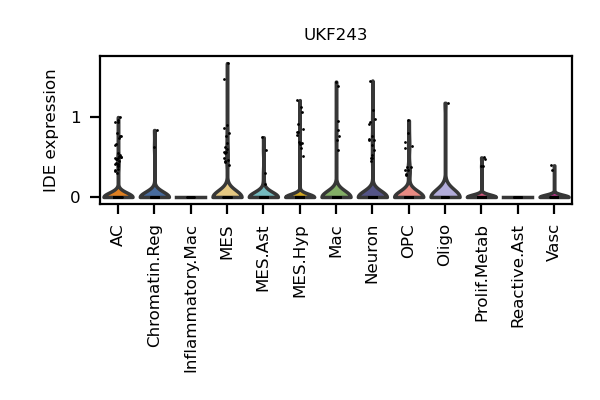 UKF243
IDE expression
1
0
AC
Chromatin.Reg
Inflammatory.Mac
MES
MES.Ast
MES.Hyp
Mac
Neuron
OPC
Oligo
Prolif.Metab
Reactive.Ast
Vasc